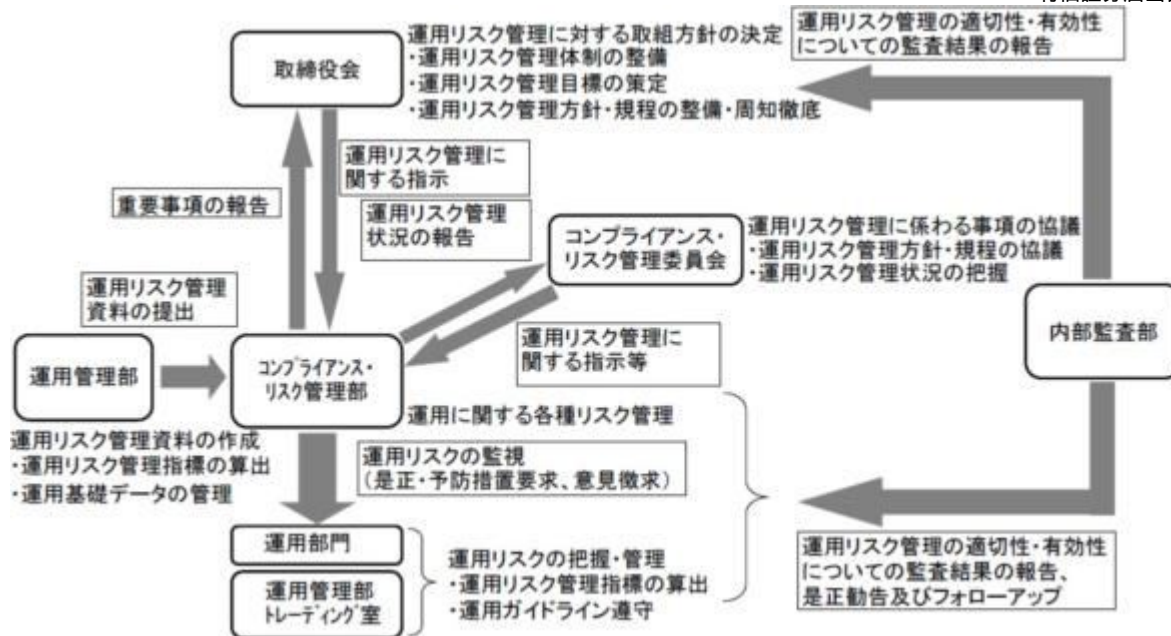 取締役会
運用リスク管理に対する取組方針の決定
・運用リスク管理体制の整備
・運用リスク管理目標の策定
・運用リスク管理方針・規程の整備・周知徹底
運用リスク管理の適切性・有効性
についての監査結果の報告
重要事項の報告
運用リスク管理に
関する指示
運用リスク管理
状況の報告
コンプライアンス・
リスク管理委員会
運用リスク管理に係わる事項の協議
・運用リスク管理方針・規程の協議
・運用リスク管理状況の把握
運用リスク管理
資料の提出
運用リスク管理に
関する指示等
内部監査部
運用管理部
コンプライアンス・
リスク管理部
運用に関する各種リスク管理
運用リスク管理資料の作成
・運用リスク管理指標の算出
・運用基礎データの管理
運用リスクの監視
(是正・予防措置要求、意見徴求)
運用部門
運用管理部
トレーディング室
運用リスクの把握・管理
・運用リスク管理指標の算出
・運用ガイドライン遵守
運用リスク管理の適切性・有効性
についての監査結果の報告、
是正勧告及びフォローアップ